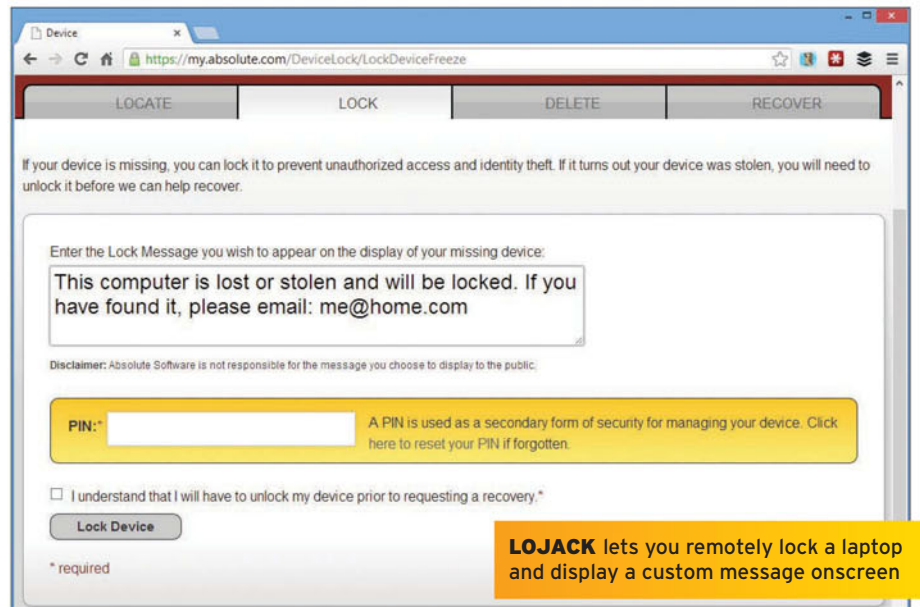 Device
https://my.absolute.com/DeviceLock/LockDeviceFreeze
LOCATE LOCK DELETE RECOVER
If your device is missing, you can lock it to prevent unauthorized access and identity theft. If it turns out your device was stolen, you will need to
unlock it before we can help recover.
Enter the Lock Message you wish to appear on the display of your missing device:
This computer is lost or stolen and will be locked. If you
have found it, please email: me@home.com
Disclaimer: Absolute Software is not responsible for the message you choose to display to the public.
PIN:*
A PIN is used as a secondary form of security for managing your device. Click
here to reset your PIN if forgotten.
I understand that I will have to unlock my device prior to requesting a recovery.*
Lock Device
* required
LOJACK lets you remotely lock a laptop
and display a custom message onscreen